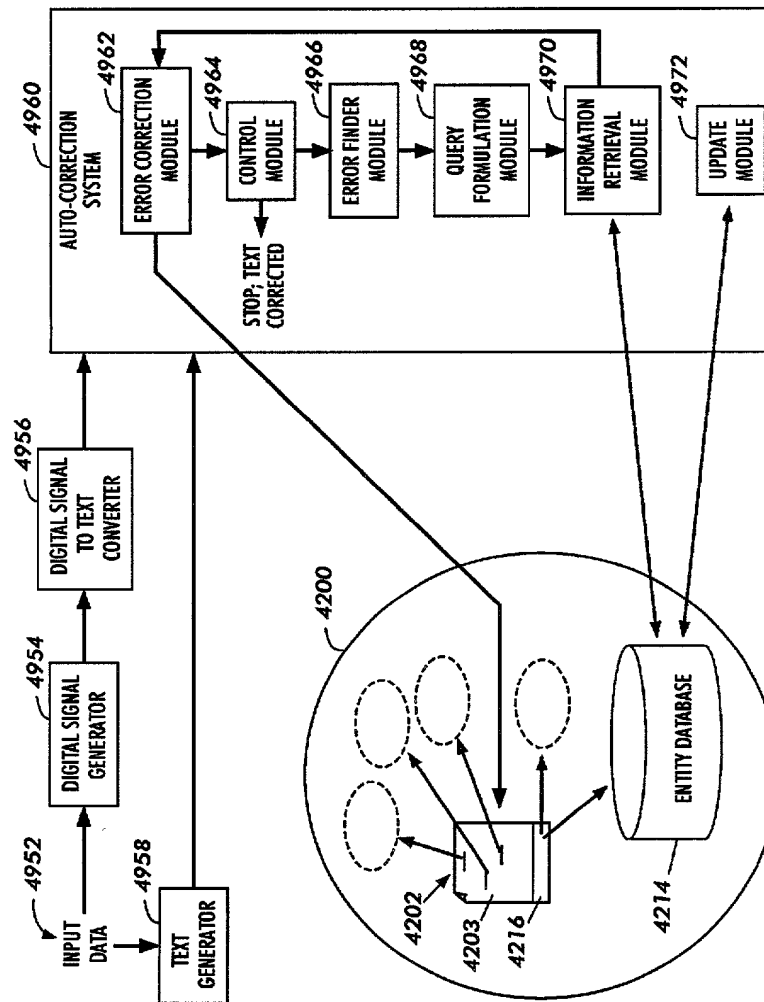 4952
INPUT
DATA
4954
DIGITAL SIGNAL
GENERATOR
4956
DIGITAL SIGNAL
TO TEXT
CONVERTER
4958
TEXT
GENERATOR
4960
AUTO-CORRECTION
SYSTEM
4962
ERROR CORRECTION
MODULE
4964
CONTROL
MODULE
STOP; TEXT
CORRECTED
4966
ERROR FINDER
MODULE
4968
QUERY
FORMULATION
MODULE
4970
INFORMATION
RETRIEVAL
MODULE
4972
UPDATE
MODULE
4200
4202
4203
4216
4214
ENTITY DATABASE